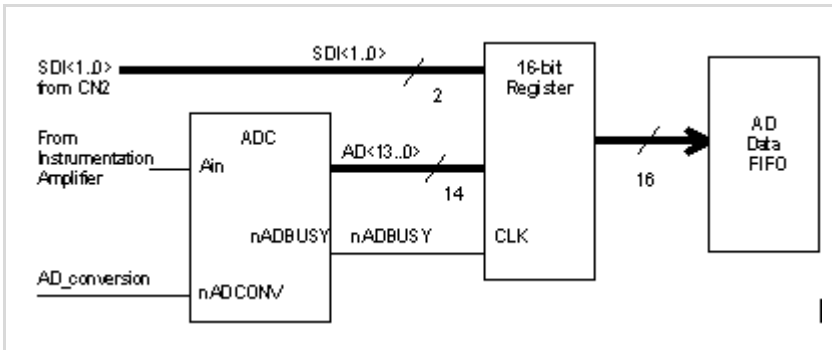 SDI<1..0>
from CN2
SDI<1..0>
2
16-bit
Register
AD
Data
FIFO
16
From
Instrumentation
Amplifier
ADC
Ain
AD<13..0>
14
nADBUSY
nADBUSY
CLK
AD_conversion
nADCONV